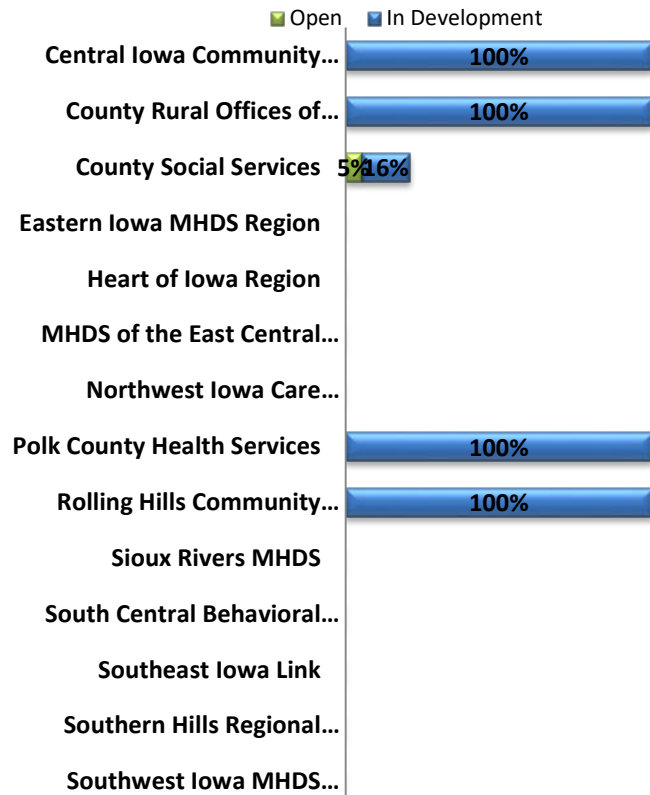 Open In Development
Central Iowa Community... 100%
County Rural Offices of... 100%
County Social Services 5% 16%
Eastern Iowa MHDS Region
Heart of Iowa Region
MHDS of the East Central...
Northwest Iowa Care...
Polk County Health Services 100%
Rolling Hills Community... 100%
Sioux Rivers MHDS
South Central Behavioral...
Southeast Iowa Link
Southern Hills Regional...
Southwest Iowa MHDS...